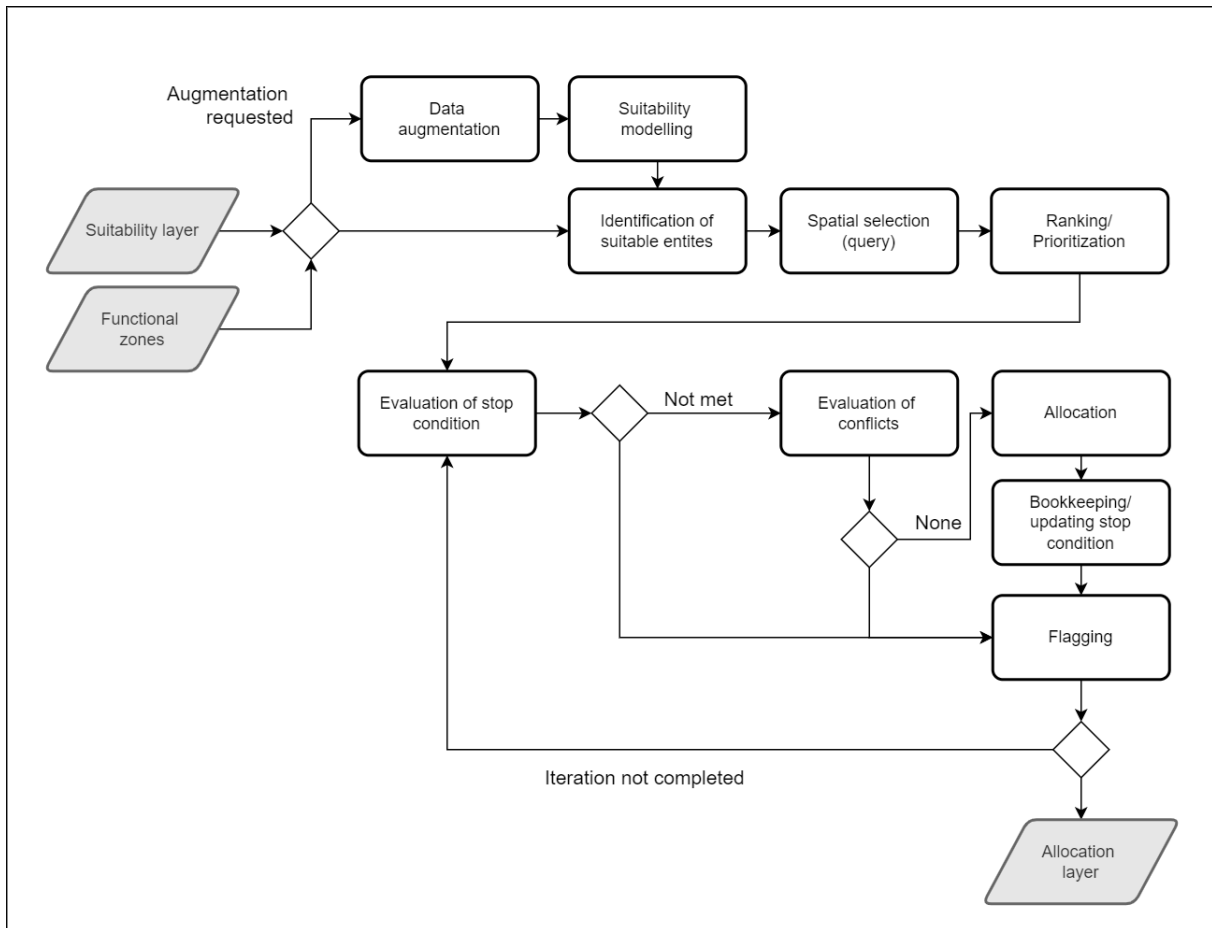 Augmentation
requested
Data
augmentation
Suitability
modelling
Suitability layer
Identification of
suitable entites
Spatial selection
(query)
Ranking/
Prioritization
Functional
zones
Evaluation of stop
condition
Not met
Evaluation of
conflicts
Allocation
None
Bookkeeping/
updating stop
condition
Flagging
Iteration not completed
Allocation
layer